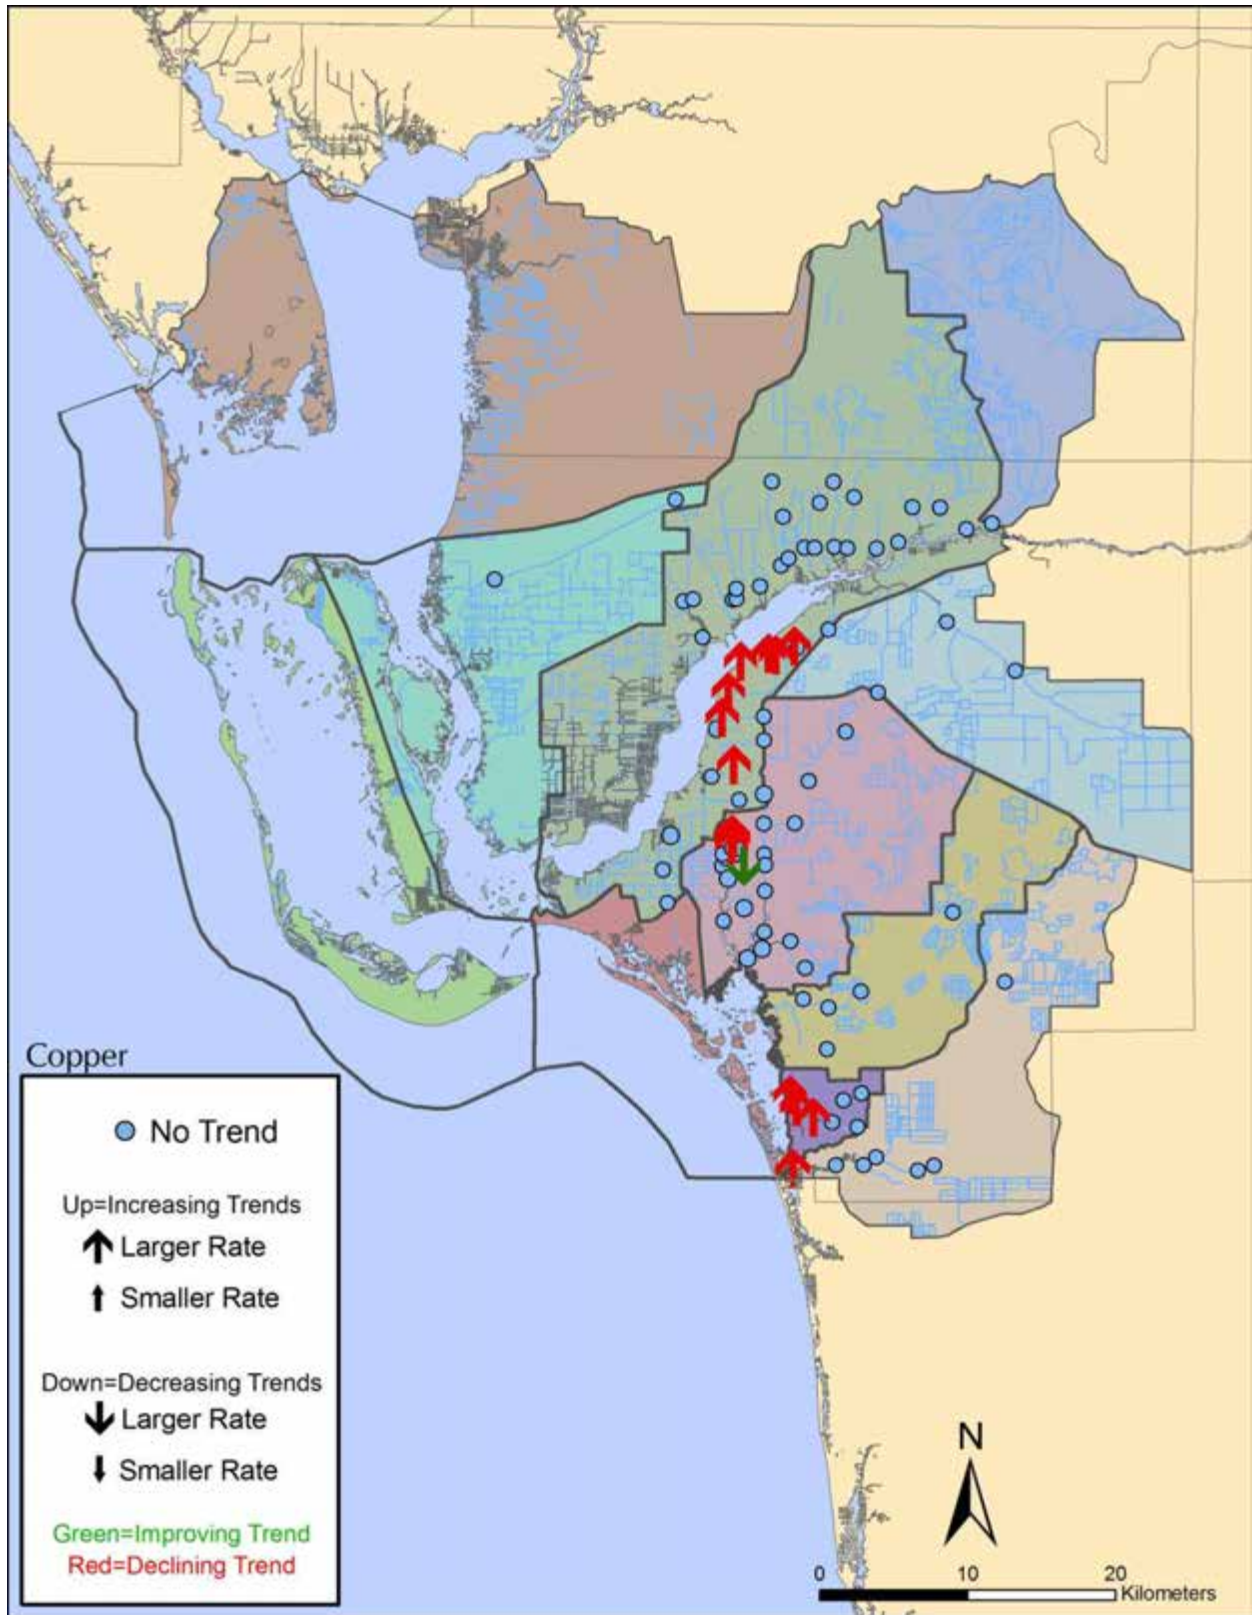 Copper
No Trend
Up=Increasing Trends
Larger Rate
Smaller Rate
Down=Decreasing Trends
Larger Rate
Smaller Rate
Green=Improving Trend
Red=Declining Trend
N
0 10 20
Kilometers